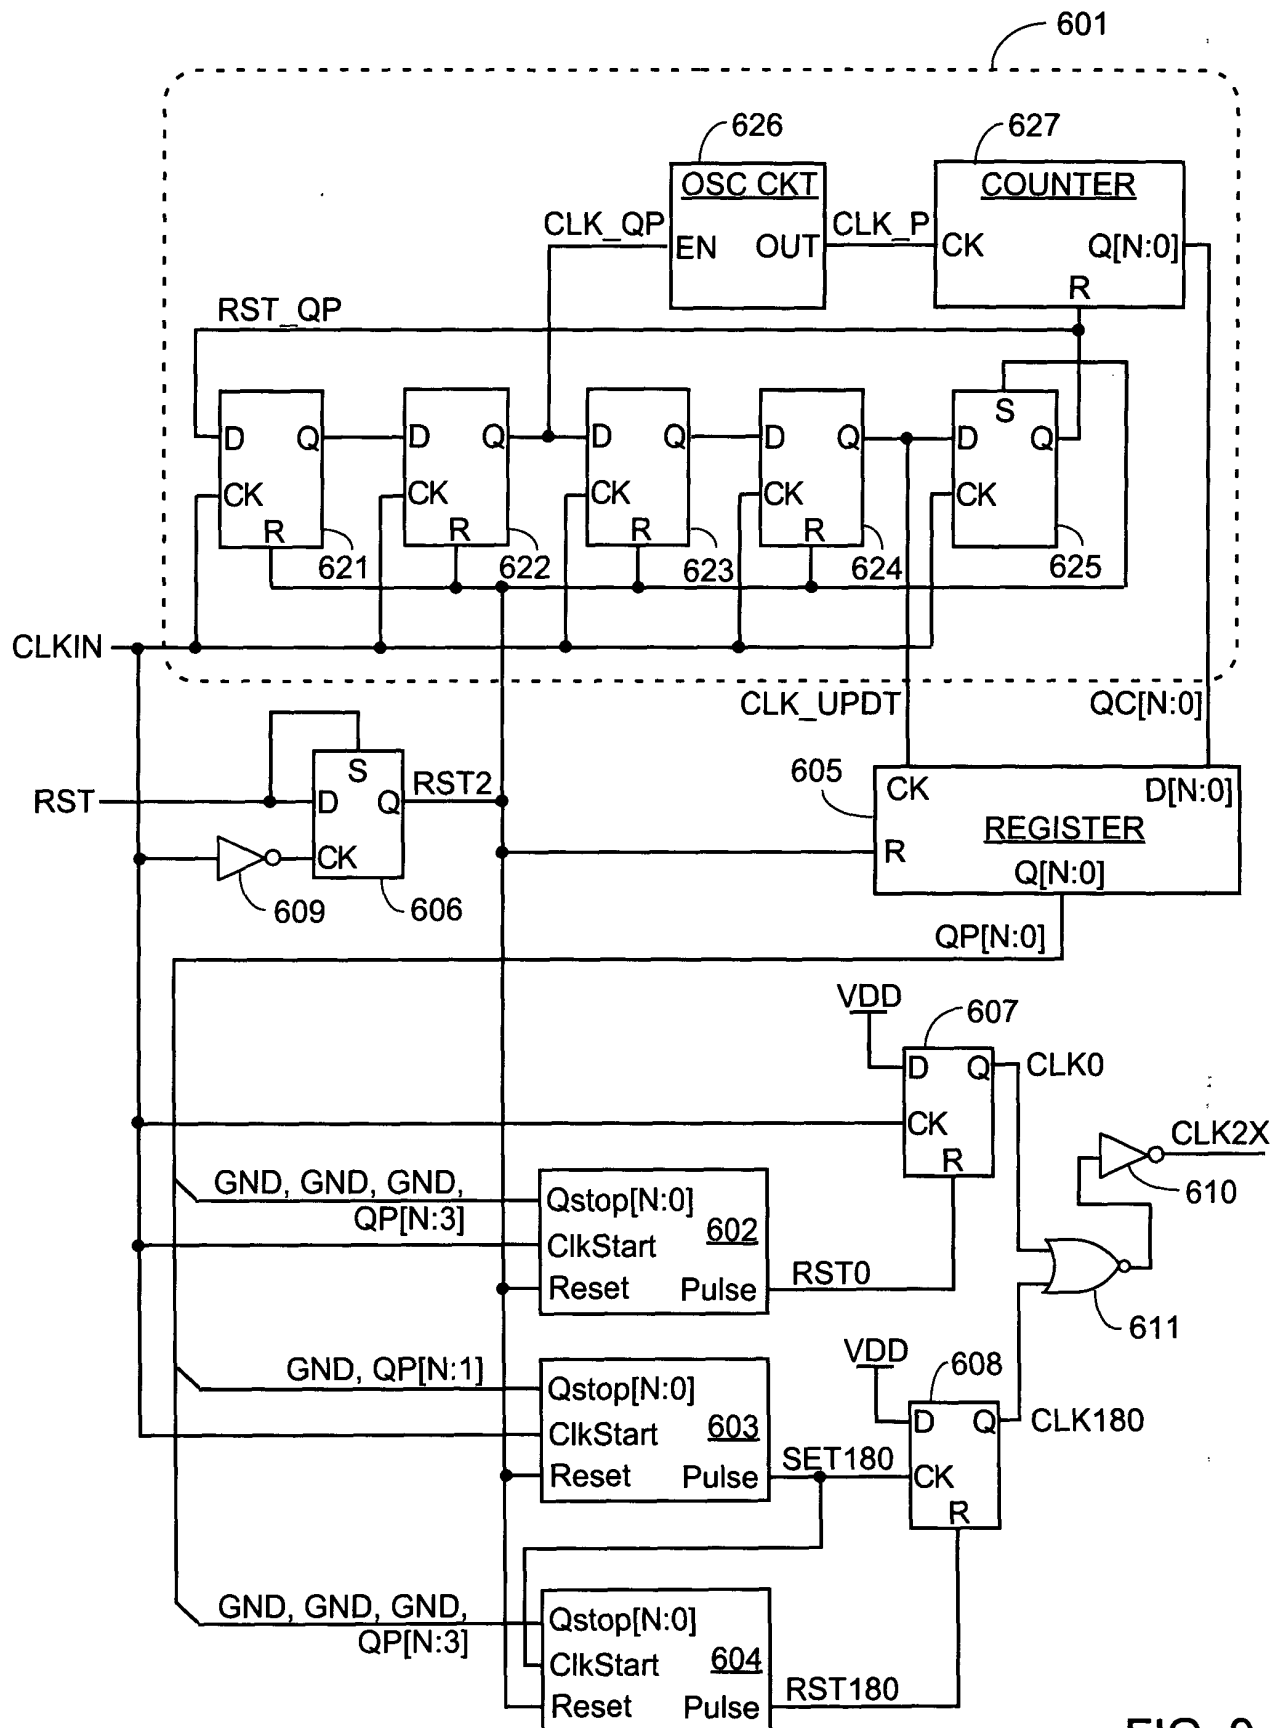 601
626
627
OSC CKT
COUNTER
CLK_QP
EN OUT
CLK_P
CK Q[N:0]
R
RST_QP
D Q
CK
R
621
D Q
CK
R
622
D Q
CK
R
623
D Q
CK
R
624
S
D Q
CK
625
CLKIN
CLK_UPDT
QC[N:0]
RST
S
D Q
CK
RST2
609
606
605
CK D[N:0]
REGISTER
R
Q[N:0]
QP[N:0]
VDD
607
D Q
CK
R
CLK0
CLK2X
610
611
GND, GND, GND,
QP[N:3]
Qstop[N:0]
602
ClkStart
Reset Pulse
RST0
GND, QP[N:1]
Qstop[N:0]
603
ClkStart
Reset Pulse
SET180
VDD
608
D Q
CK
R
CLK180
GND, GND, GND,
QP[N:3]
Qstop[N:0]
604
ClkStart
Reset Pulse
RST180